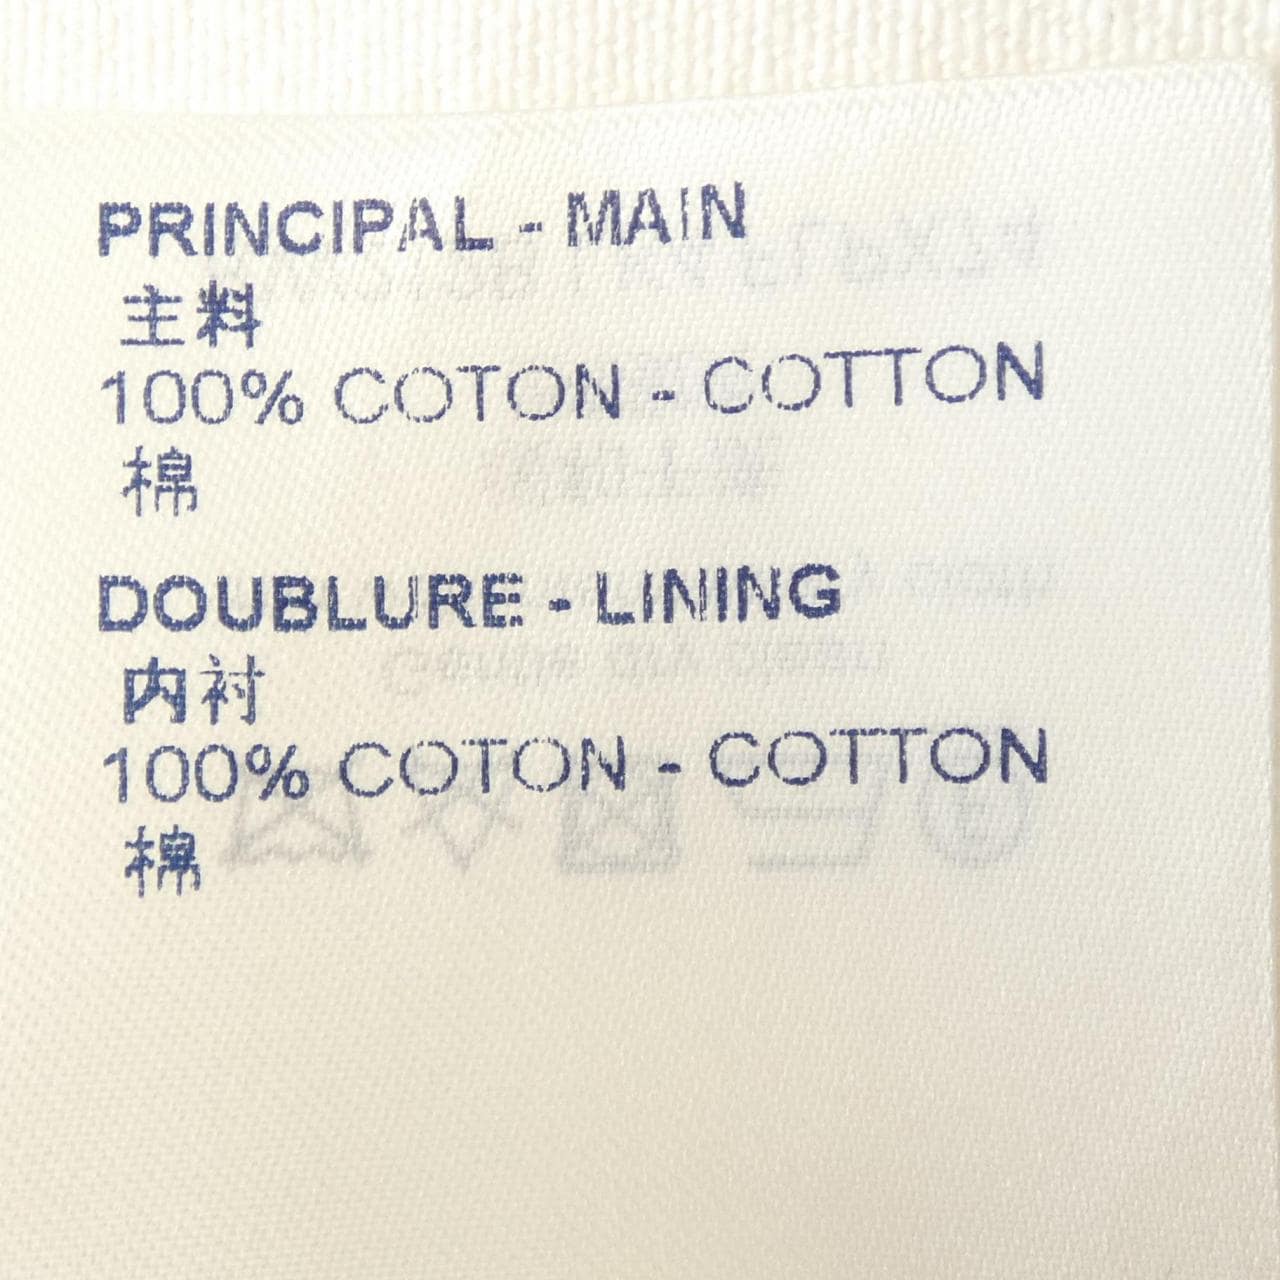 PRINCIPAL - MAIN
主料
100% COTON - COTTON
棉
DOUBLURE - LINING
内衬
100% COTON - COTTON
棉